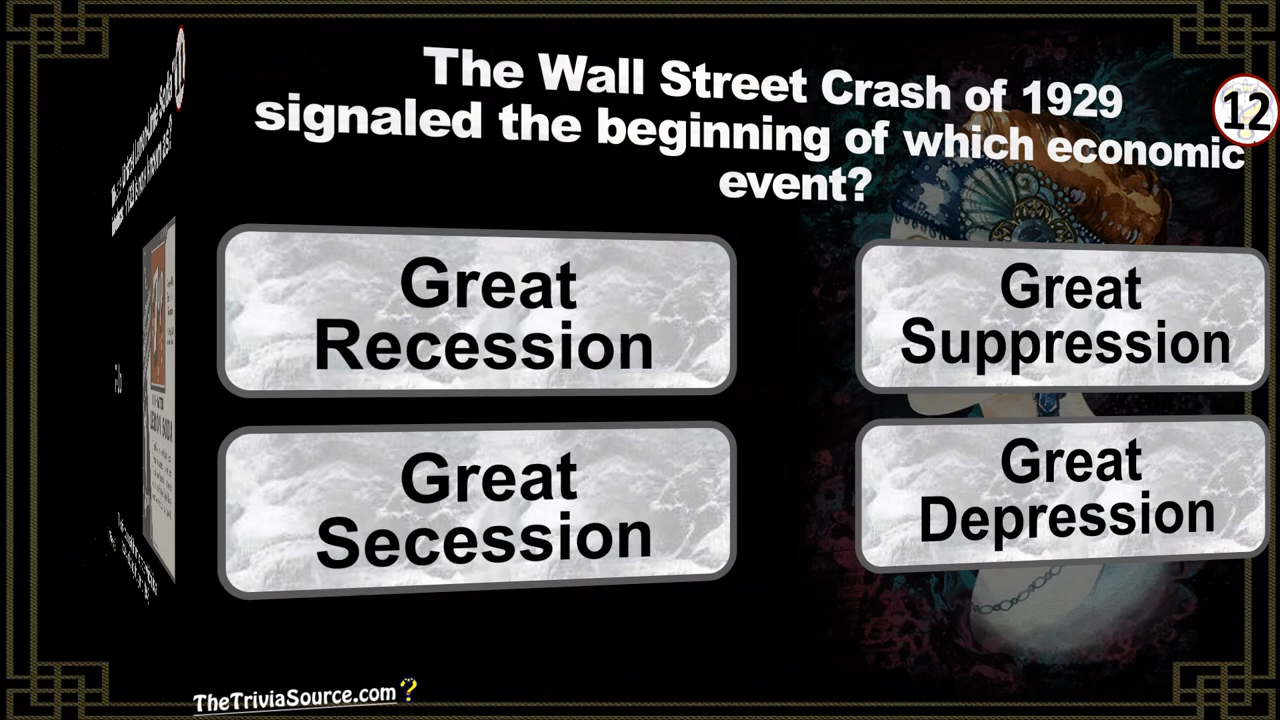 The Wall Street Crash of 1929
signaled the beginning of which economic
event?
12
Great
Recession
Great
Suppression
Great
Secession
Great
Depression
TheTriviaSource.com?